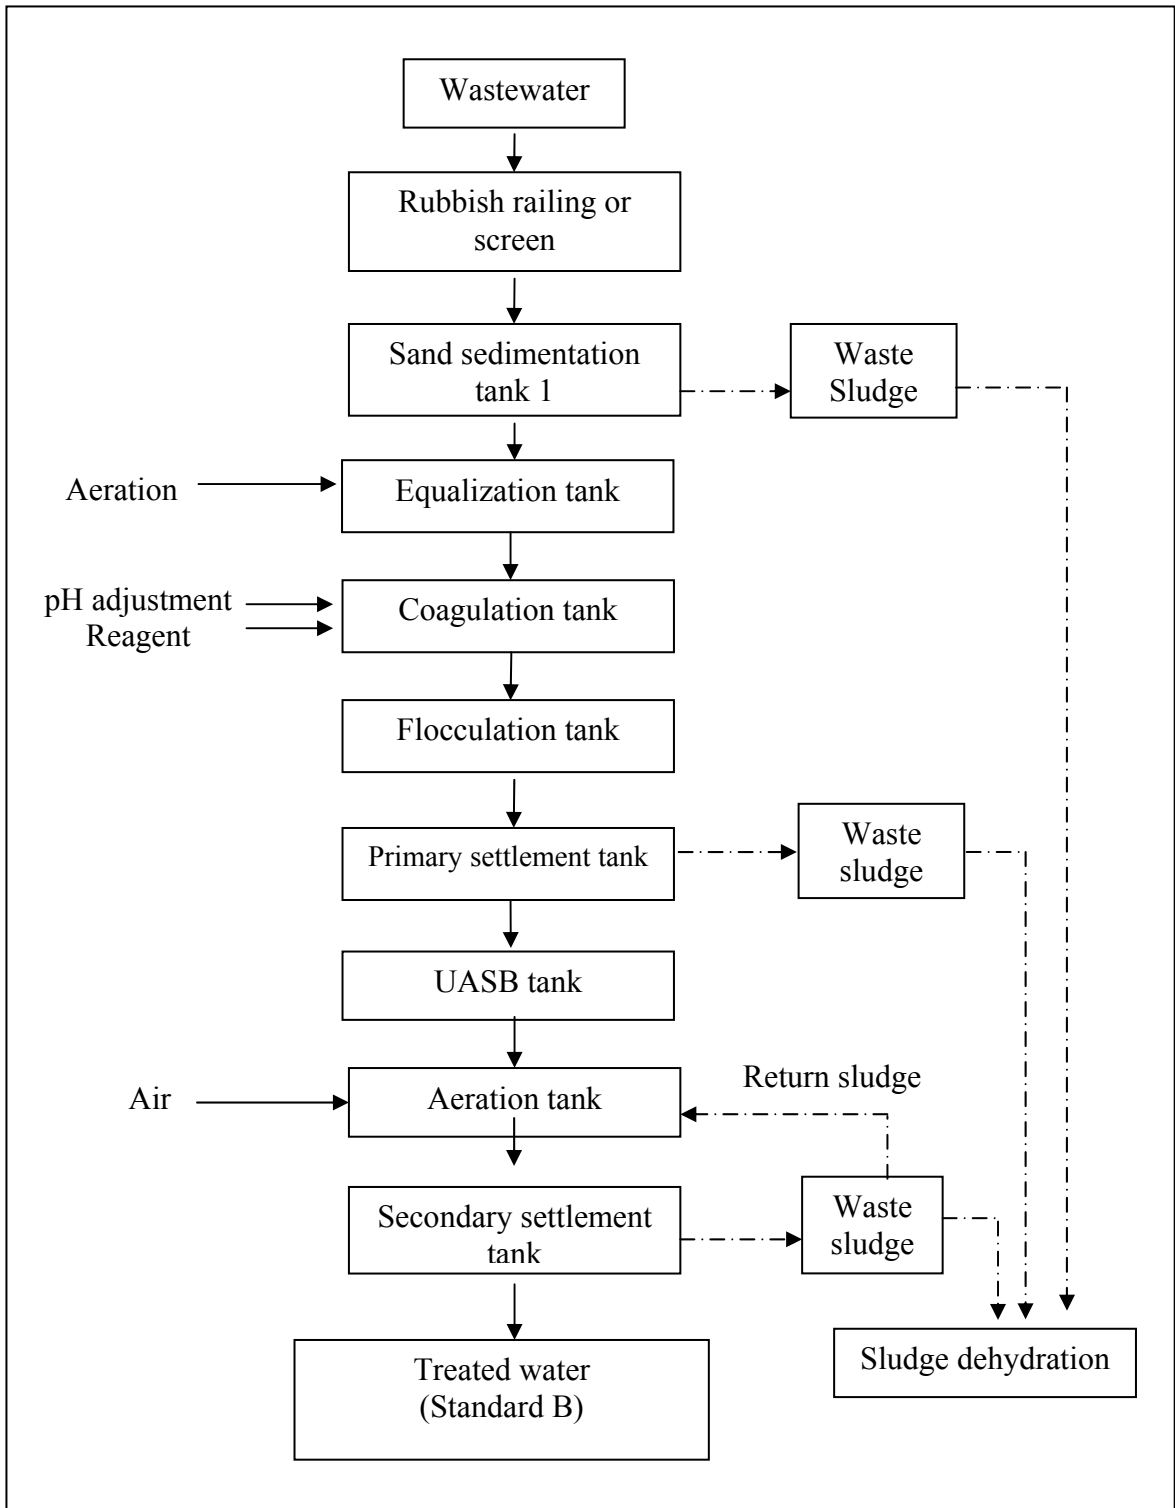 Wastewater
Rubbish railing or
screen
Sand sedimentation
tank 1
Waste
Sludge
Aeration
Equalization tank
pH adjustment
Reagent
Coagulation tank
Flocculation tank
Primary settlement tank
Waste
sludge
UASB tank
Air
Aeration tank
Return sludge
Secondary settlement
tank
Waste
sludge
Treated water
(Standard B)
Sludge dehydration